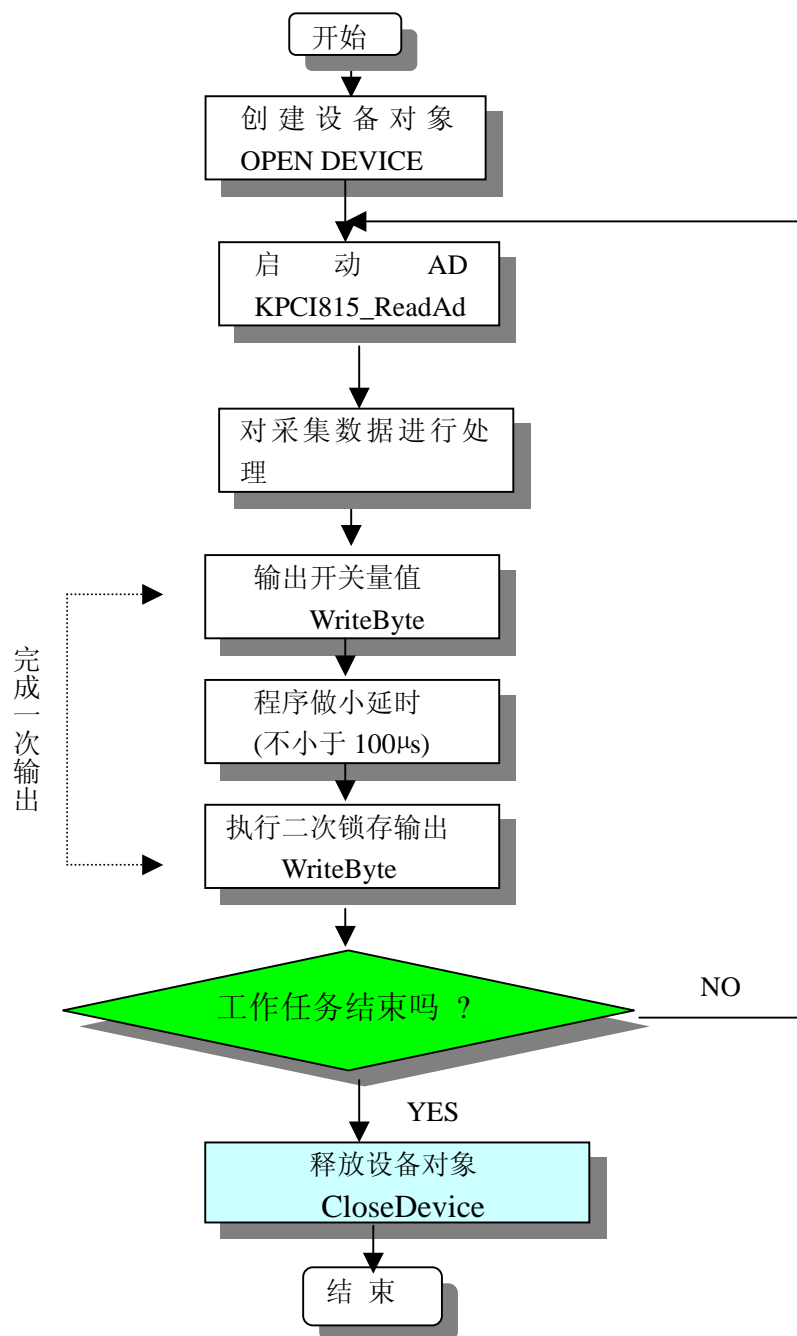 开始
创建设备对象
OPEN DEVICE
启动 AD
KPCI815_ReadAd
对采集数据进行处
理
输出开关量值
WriteByte
完成一次输出
程序做小延时
(不小于 100μs)
执行二次锁存输出
WriteByte
工作任务结束吗 ?
NO
YES
释放设备对象
CloseDevice
结 束